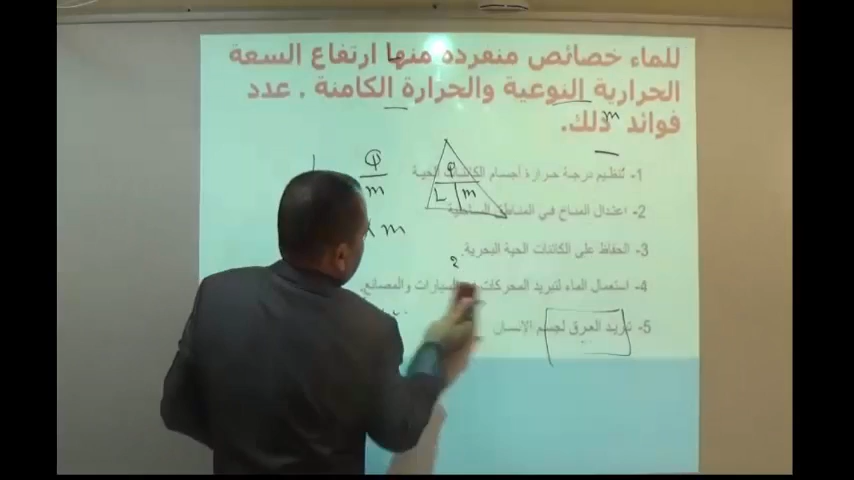 للماء خصائص منفرده منها ارتفاع السعة
الحرارية النوعية والحرارة الكامنة . عدد
فوائد ذلك.
m
1- تنظيم درجة حرارة أجسام الكائنات الحية
Q
m
Q
L m
2- اعتدال المناخ في المناطق الساحلية
m
3- الحفاظ على الكائنات الحية البحرية.
4- استعمال الماء لتبريد المحركات السيارات والمصانع.
5- تبريد العرق لجسم الإنسان